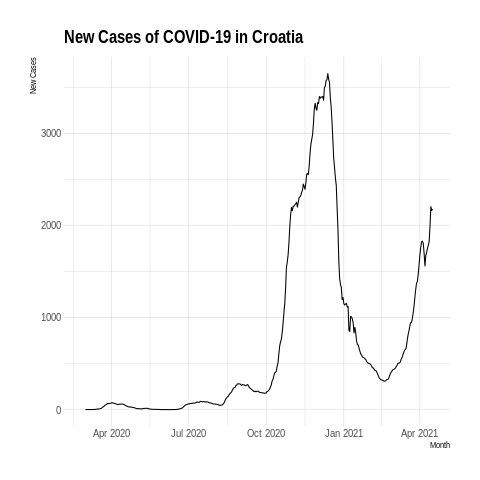 New Cases of COVID-19 in Croatia
New Cases
3000
2000
1000
0
Apr 2020 Jul 2020 Oct 2020 Jan 2021 Apr 2021
Month